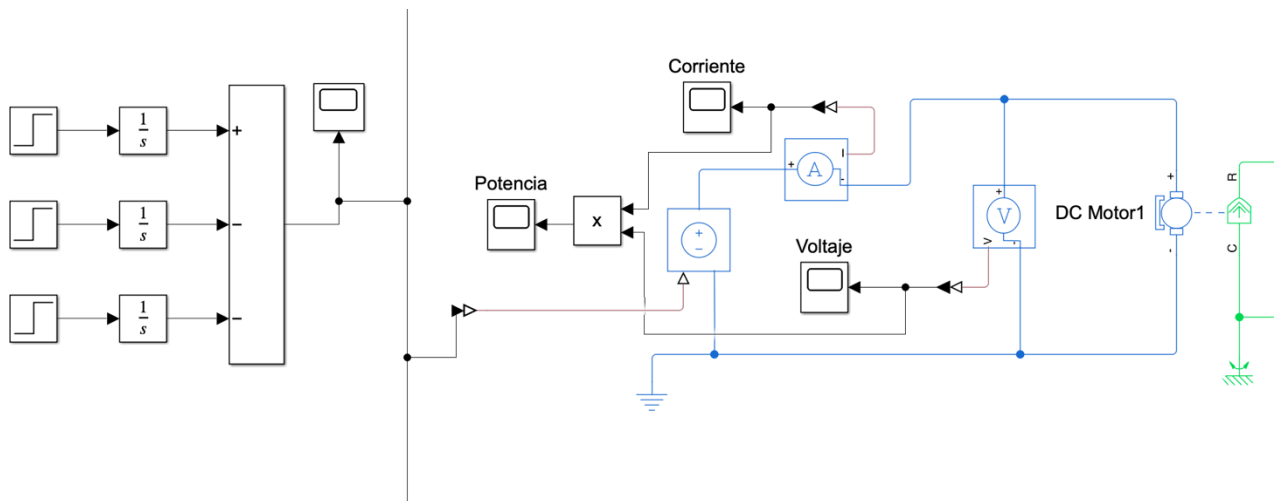 Corriente
Potencia
Voltaje
DC Motor1
1
s
1
s
1
s
+
−
−
x
+
−
+
A
I
-
+
V
V
-
+
-
R
C